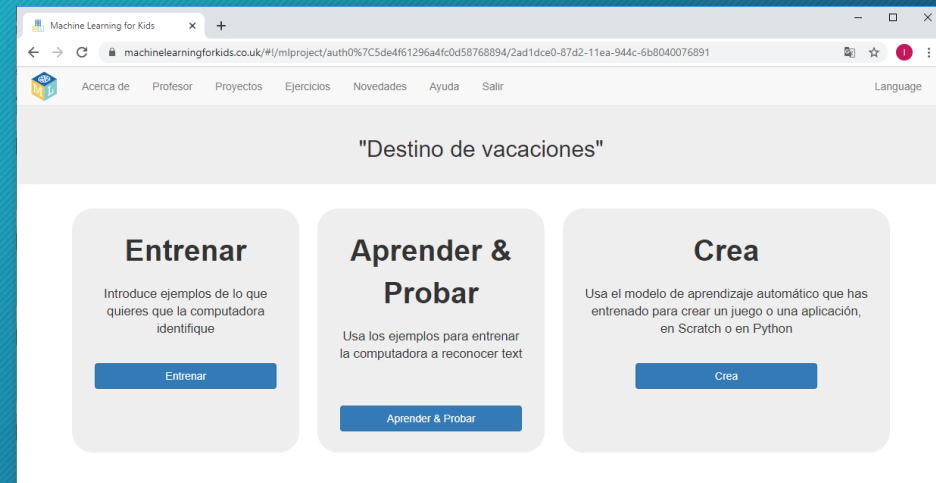 Machine Learning for Kids
machinelearningforkids.co.uk/#!/mlproject/auth0%7C5de4f61296a4fc0d58768894/2ad1dce0-87d2-11ea-944c-6b8040076891
I
ML
Acerca de Profesor Proyectos Ejercicios Novedades Ayuda Salir Language
"Destino de vacaciones"
Entrenar
Introduce ejemplos de lo que
quieres que la computadora
identifique
Entrenar
Aprender &
Probar
Usa los ejemplos para entrenar
la computadora a reconocer text
Aprender & Probar
Crea
Usa el modelo de aprendizaje automático que has
entrenado para crear un juego o una aplicación,
en Scratch o en Python
Crea